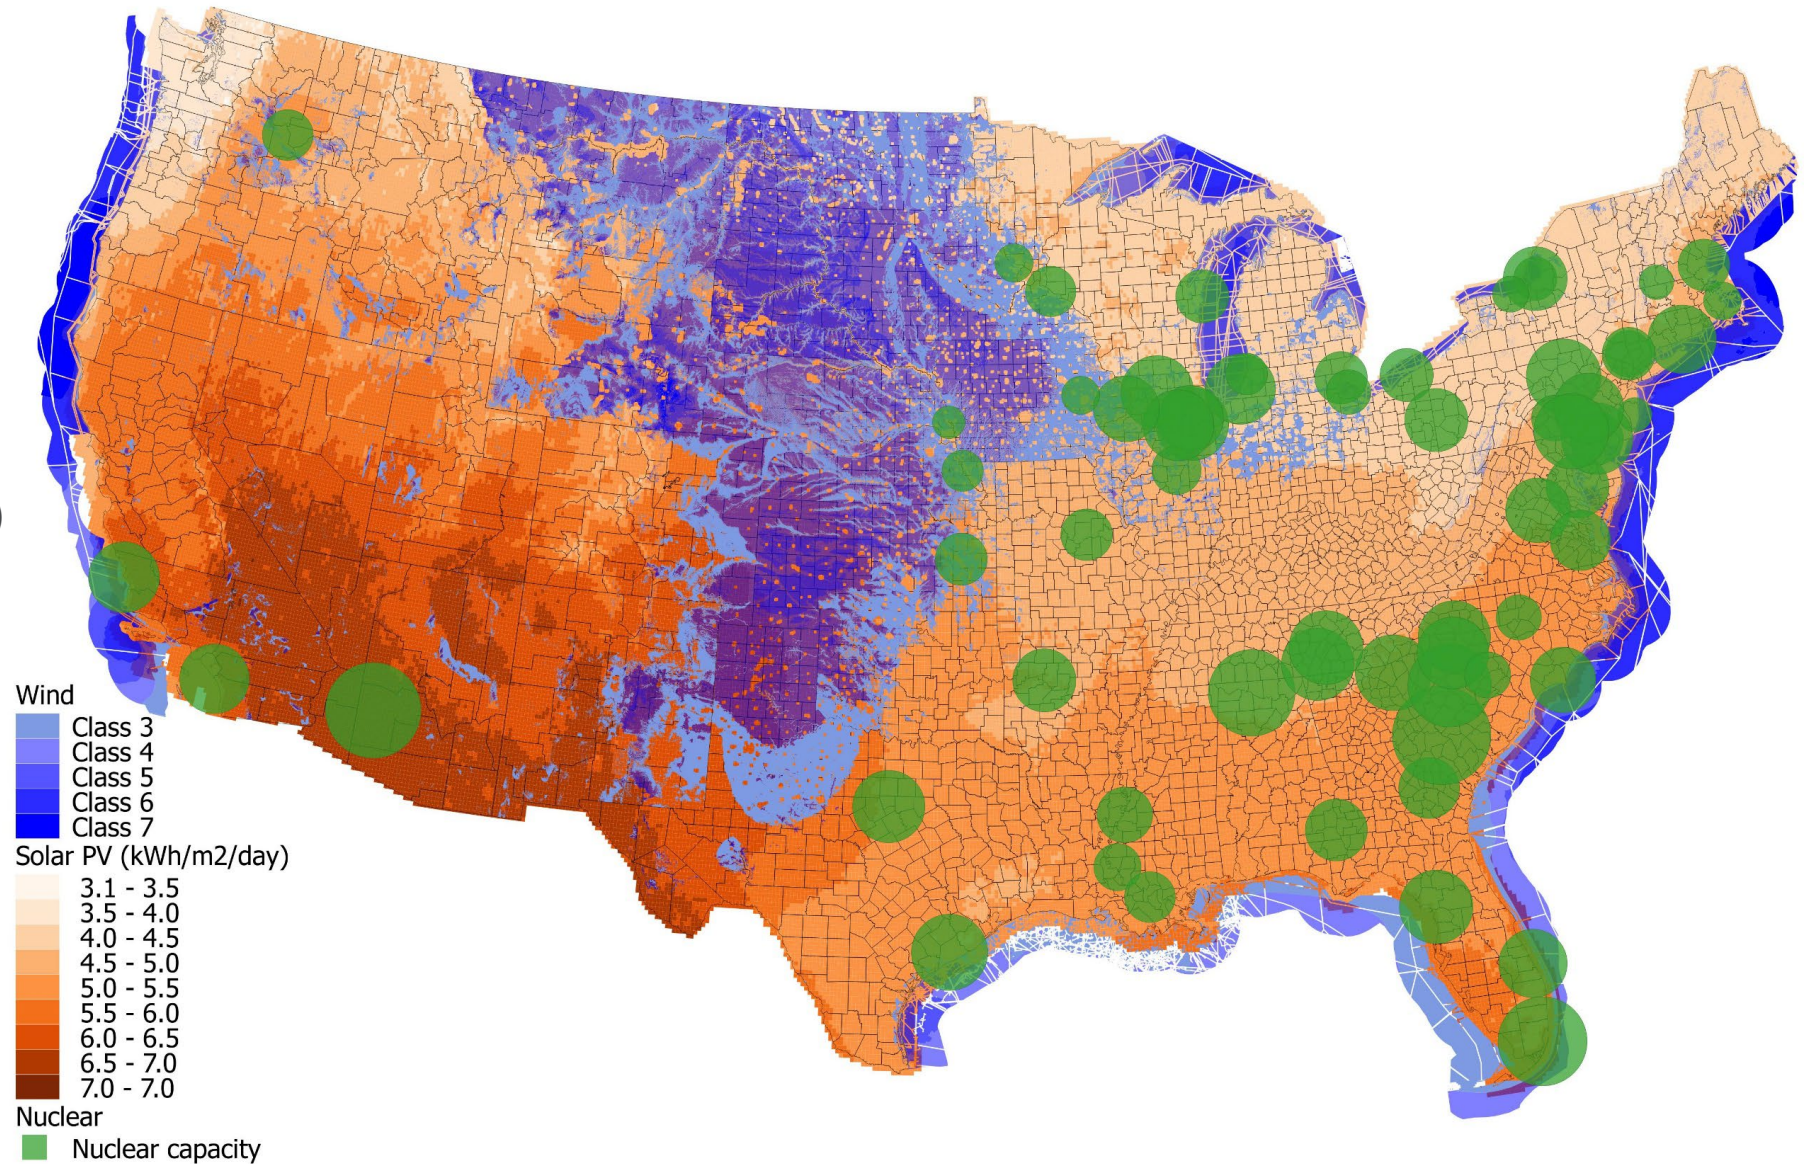 Wind
Class 3
Class 4
Class 5
Class 6
Class 7
Solar PV (kWh/m2/day)
3.1 - 3.5
3.5 - 4.0
4.0 - 4.5
4.5 - 5.0
5.0 - 5.5
5.5 - 6.0
6.0 - 6.5
6.5 - 7.0
7.0 - 7.0
Nuclear
Nuclear capacity